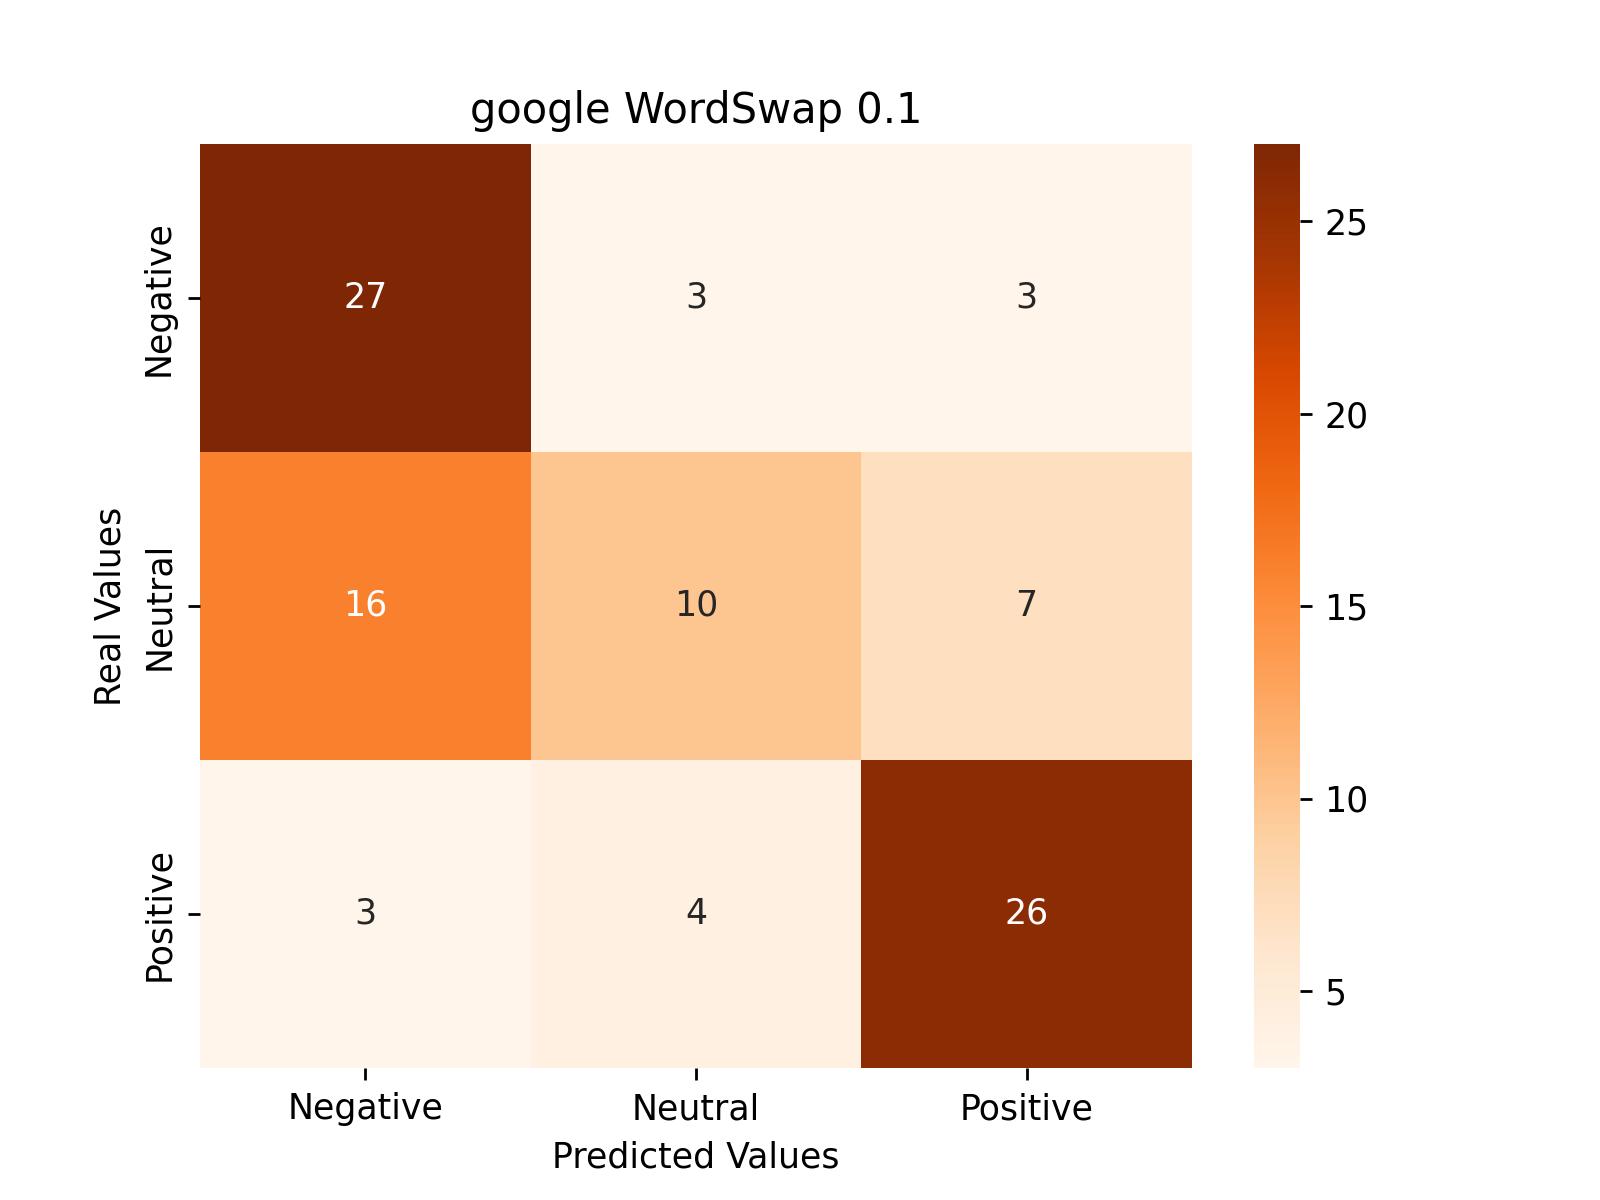 google WordSwap 0.1
Real Values
Negative
27 3 3
Neutral
16 10 7
Positive
3 4 26
Negative Neutral Positive
Predicted Values
25
20
15
10
5